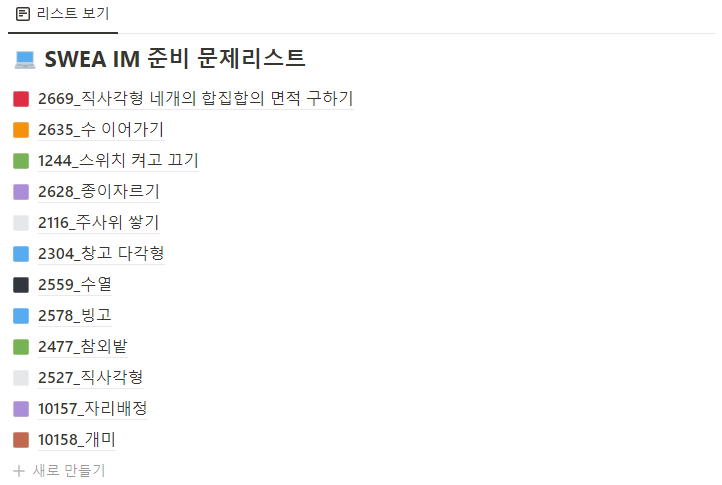 리스트 보기
SWEA IM 준비 문제리스트
2669_직사각형 네개의 합집합의 면적 구하기
2635_수 이어가기
1244_스위치 켜고 끄기
2628_종이자르기
2116_주사위 쌓기
2304_창고 다각형
2559_수열
2578_빙고
2477_참외밭
2527_직사각형
10157_자리배정
10158_개미
+ 새로 만들기